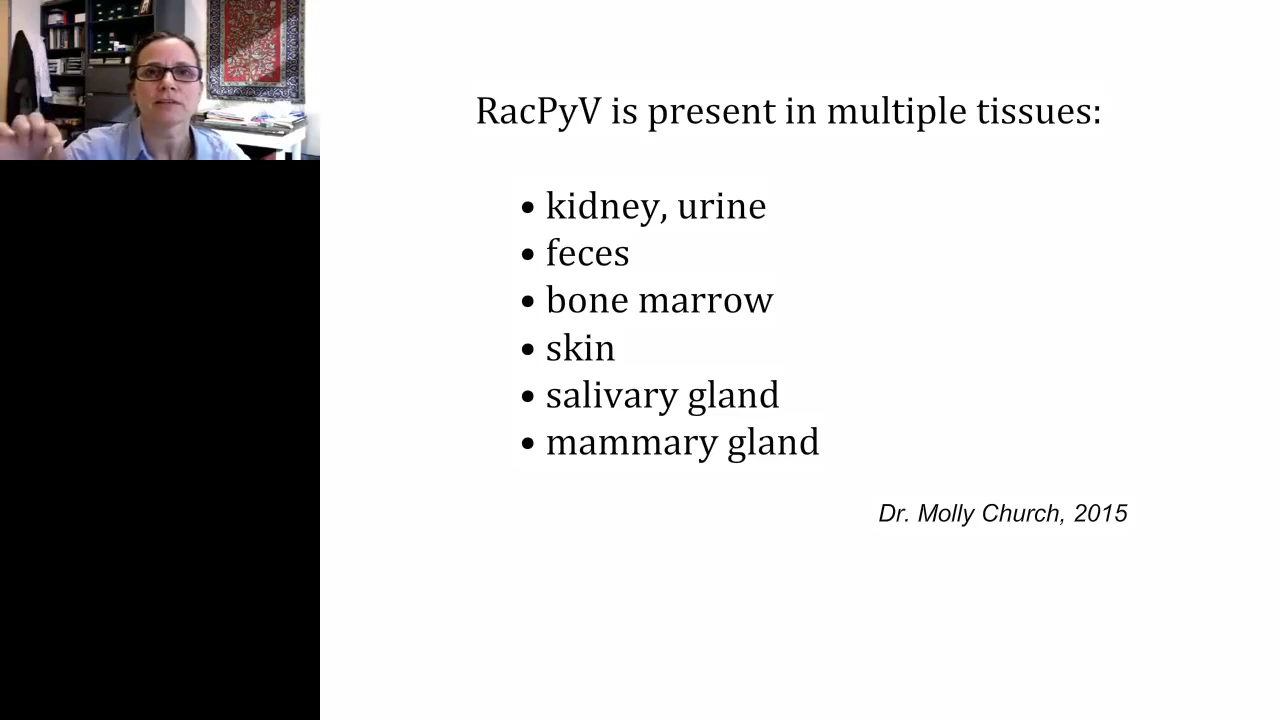 RacPyV is present in multiple tissues:
• kidney, urine
• feces
• bone marrow
• skin
• salivary gland
• mammary gland
Dr. Molly Church, 2015